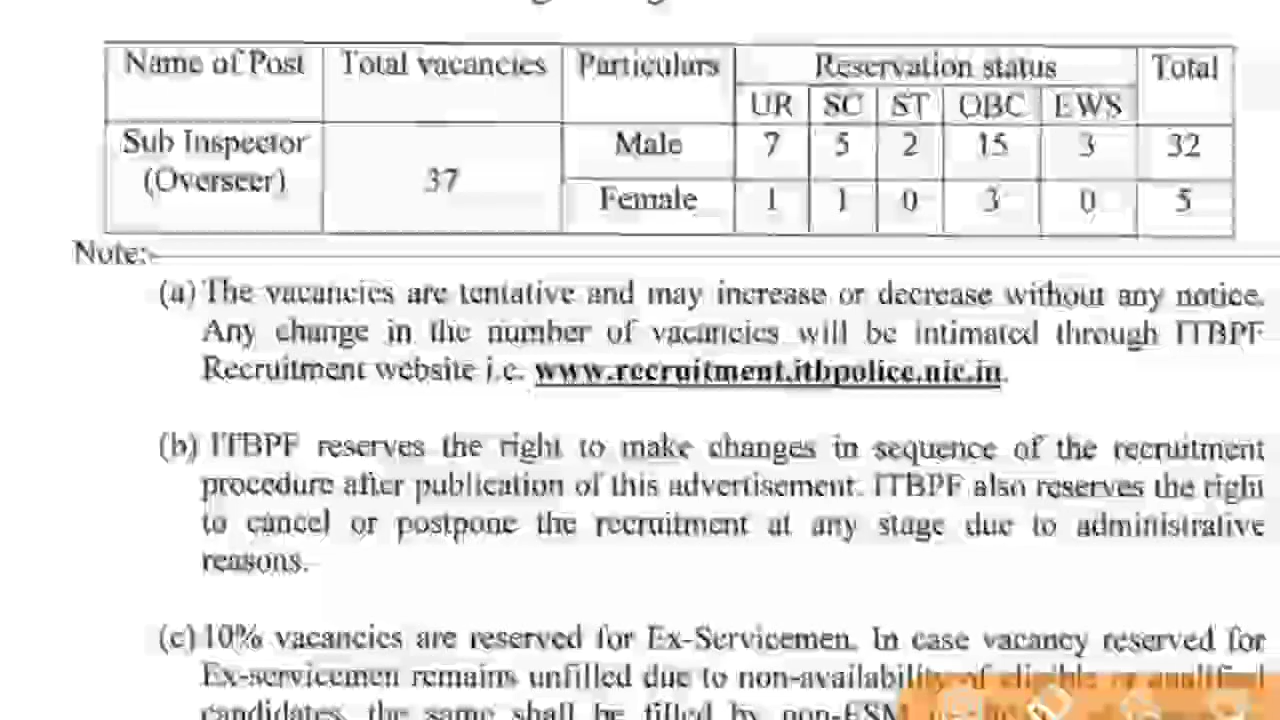 Name of Post Total vacancies Particulars Reservation status Total
UR SC ST OBC EWS
Sub Inspector (Overseer) 37 Male 7 5 2 15 3 32
Female 1 1 0 3 0 5
Note:-
(a) The vacancies are tentative and may increase or decrease without any notice.
Any change in the number of vacancies will be intimated through ITBPF
Recruitment website i.e. www.recruitment.itbpolice.nic.in.
(b) ITBPF reserves the right to make changes in sequence of the recruitment
procedure after publication of this advertisement. ITBPF also reserves the right
to cancel or postpone the recruitment at any stage due to administrative
reasons.
(c) 10% vacancies are reserved for Ex-Servicemen. In case vacancy reserved for
Ex-servicemen remains unfilled due to non-availability of eligible or qualified
candidates, the same shall be filled by non-ESM